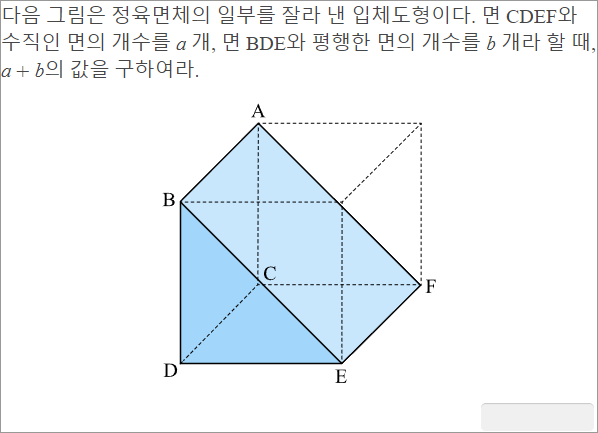 다음 그림은 정육면체의 일부를 잘라 낸 입체도형이다. 면 CDEF와
수직인 면의 개수를 a 개, 면 BDE와 평행한 면의 개수를 b 개라 할 때,
a + b의 값을 구하여라.
A
B
C
F
D
E